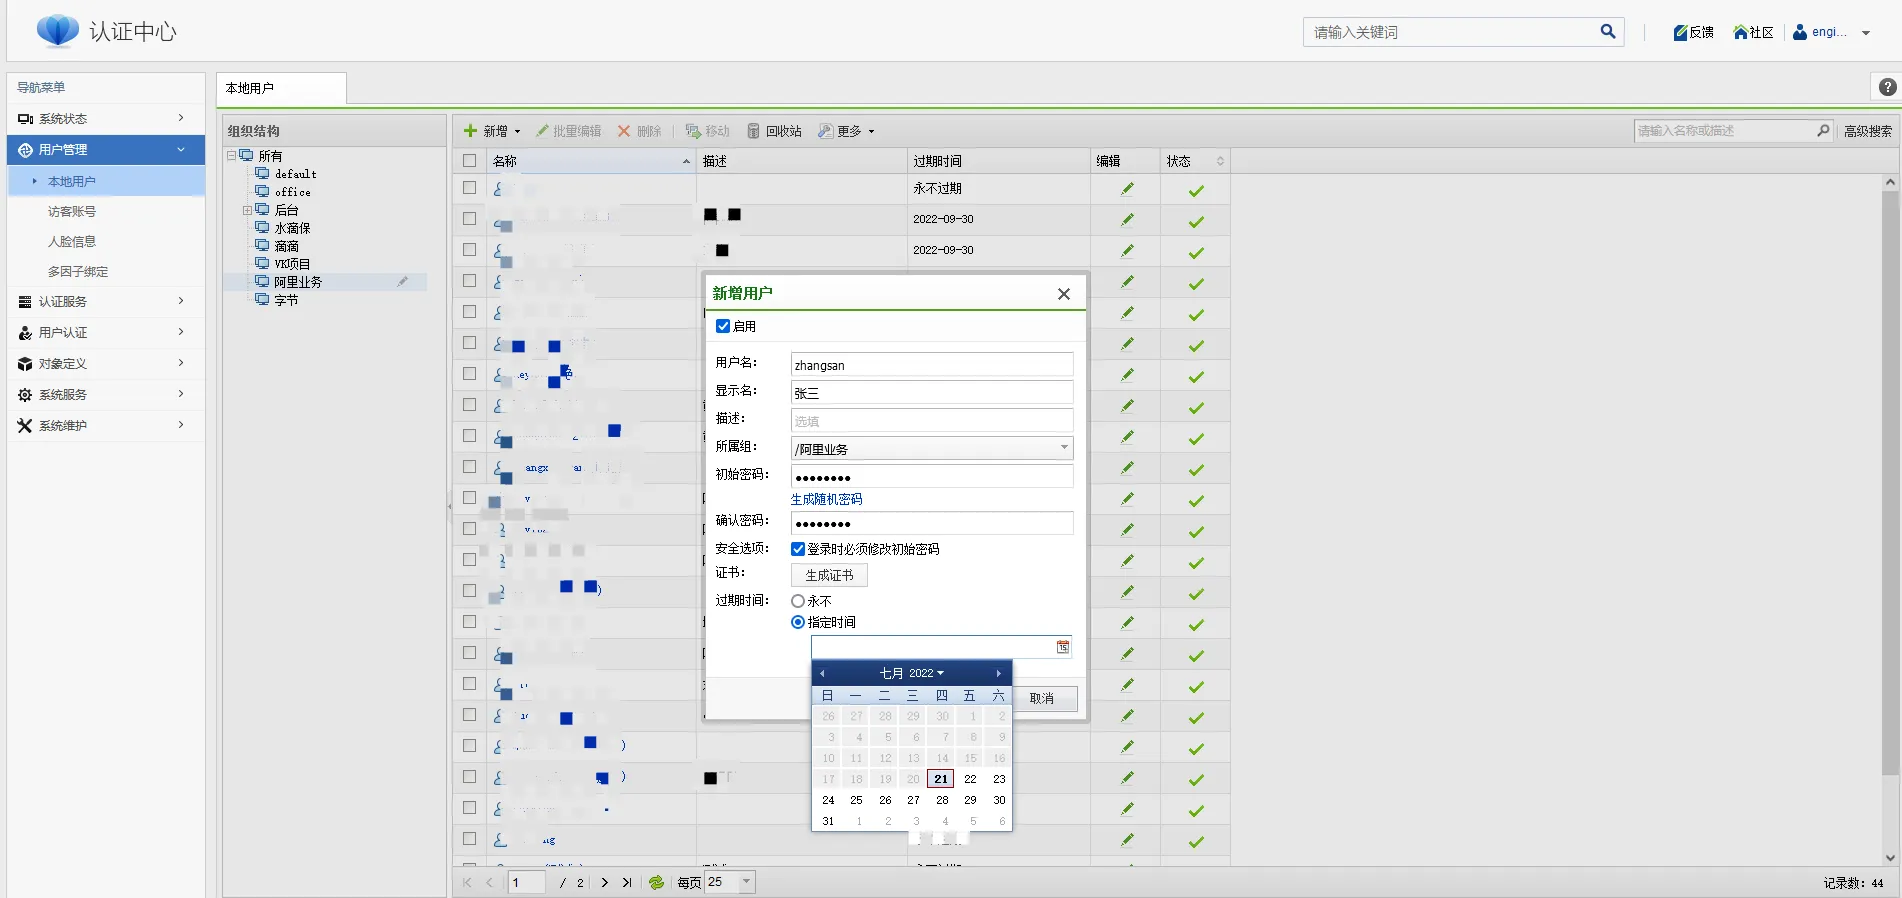 认证中心
请输入关键词
反馈
社区
engi...
导航菜单
系统状态
用户管理
本地用户
访客账号
人脸信息
多因子绑定
认证服务
用户认证
对象定义
系统服务
系统维护
本地用户
组织结构
所有
default
office
后台
水滴保
滴滴
VK项目
阿里业务
字节
新增 批量编辑 删除 移动 回收站 更多
请输入名称或描述 高级搜索
名称 描述 过期时间 编辑 状态
永不过期
2022-09-30
2022-09-30
新增用户
启用
用户名: zhangsan
显示名: 张三
描述: 选填
所属组: /阿里业务
初始密码: ●●●●●●●●
生成随机密码
确认密码: ●●●●●●●●
安全选项: 登录时必须修改初始密码
证书: 生成证书
过期时间: 永不
指定时间
取消
七月 2022
日 一 二 三 四 五 六
26 27 28 29 30 1 2
3 4 5 6 7 8 9
10 11 12 13 14 15 16
17 18 19 20 21 22 23
24 25 26 27 28 29 30
31 1 2 3 4 5 6
1 / 2 每页 25
记录数: 44